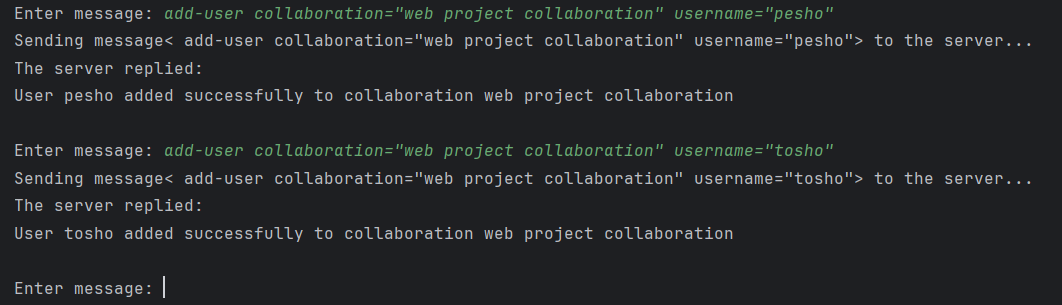 Enter message: add-user collaboration="web project collaboration" username="pesho"
Sending message< add-user collaboration="web project collaboration" username="pesho"> to the server...
The server replied:
User pesho added successfully to collaboration web project collaboration
Enter message: add-user collaboration="web project collaboration" username="tosho"
Sending message< add-user collaboration="web project collaboration" username="tosho"> to the server...
The server replied:
User tosho added successfully to collaboration web project collaboration
Enter message: